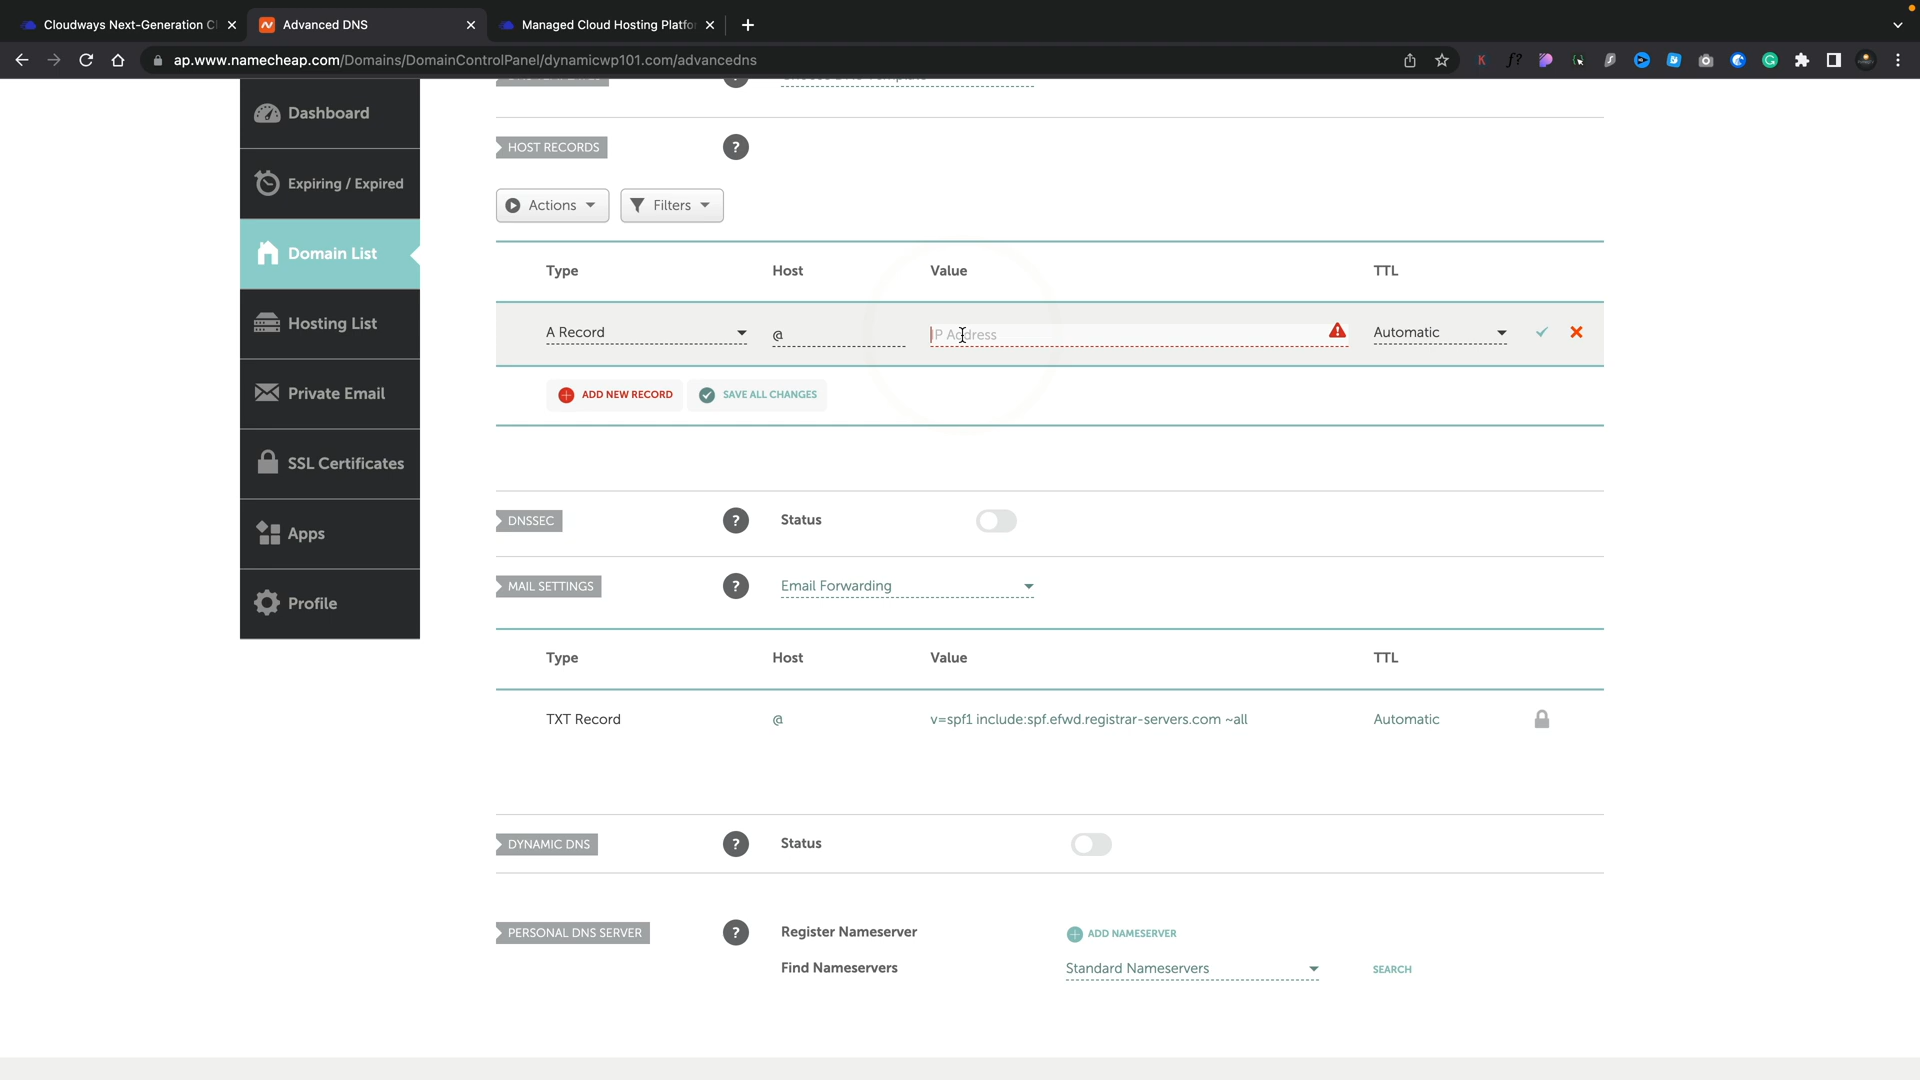 Cloudways Next-Generation C
Advanced DNS
Managed Cloud Hosting Platfo
ap.www.namecheap.com/Domains/DomainControlPanel/dynamicwp101.com/advanceddns
Dashboard
Expiring / Expired
Domain List
Hosting List
Private Email
SSL Certificates
Apps
Profile
?
HOST RECORDS ?
Actions Filters
Type Host Value TTL
A Record @ IP Address Automatic
ADD NEW RECORD SAVE ALL CHANGES
DNSSEC ? Status
MAIL SETTINGS ? Email Forwarding
Type Host Value TTL
TXT Record @ v=spf1 include:spf.efwd.registrar-servers.com ~all Automatic
DYNAMIC DNS ? Status
PERSONAL DNS SERVER ? Register Nameserver ADD NAMESERVER
Find Nameservers Standard Nameservers SEARCH